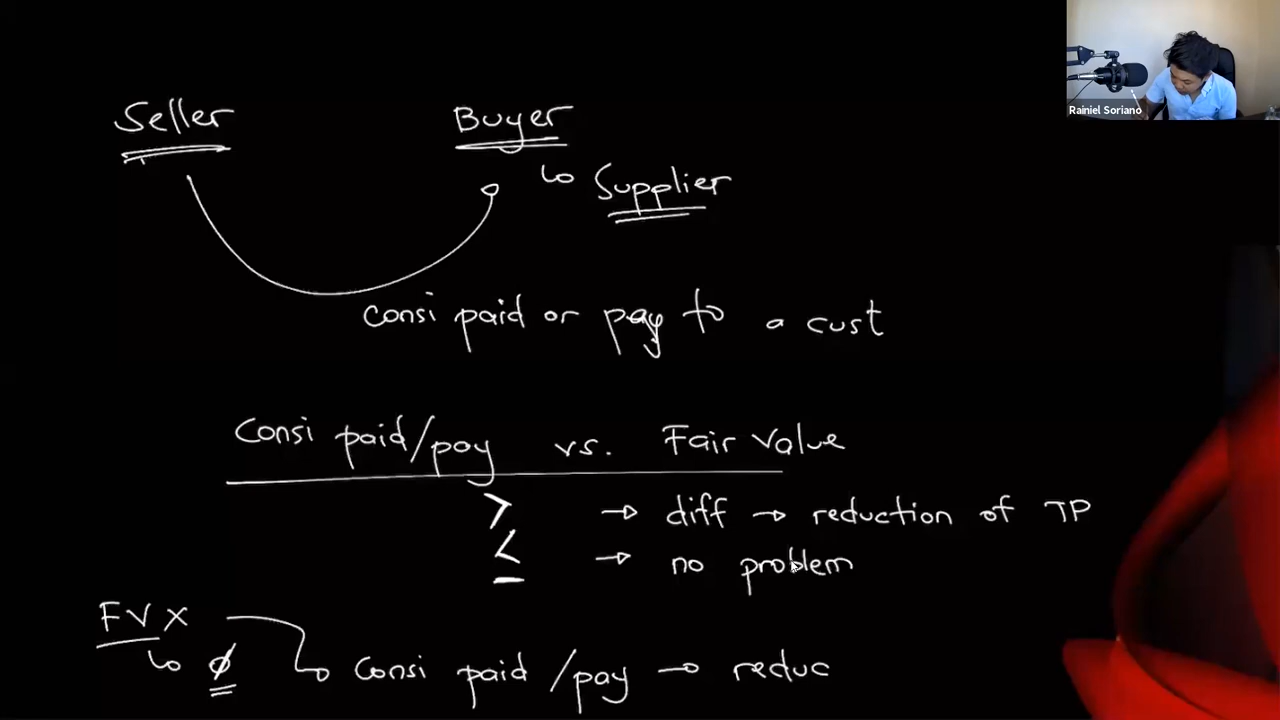 Rainiel Soriano
Seller Buyer
Supplier
Consi paid or pay to a cust
Consi paid/pay vs. Fair Value
> → diff → reduction of TP
≤ → no problem
FV X
ϕ Consi paid /pay → reduc